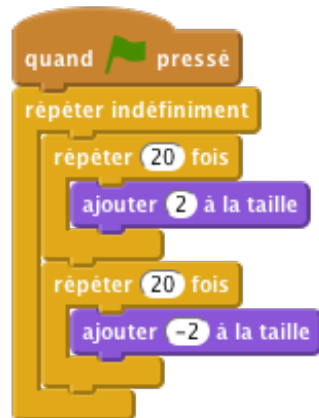 quand pressé
répéter indéfiniment
répéter 20 fois
ajouter 2 à la taille
répéter 20 fois
ajouter -2 à la taille